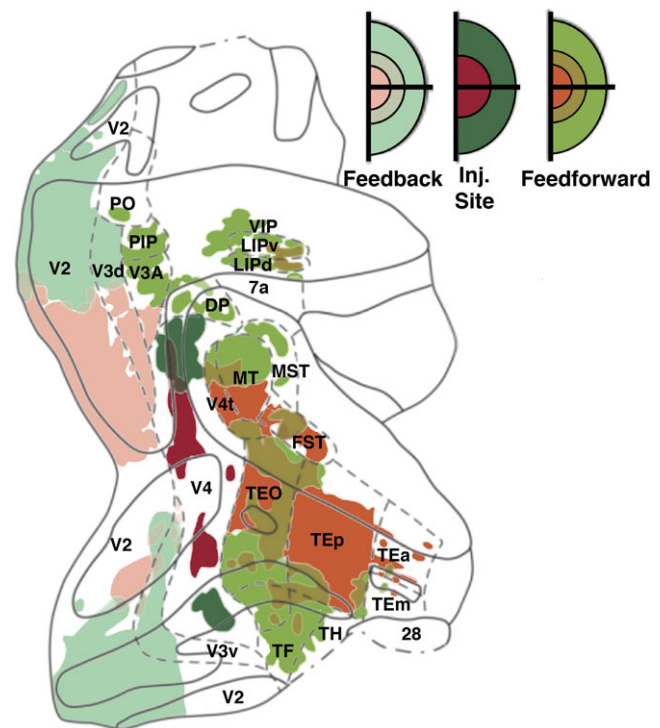 Feedback
Inj.
Site
Feedforward
V2
PO
PIP
VIP
LIPv
LIPd
V2
V3d
V3A
7a
DP
MT
MST
V4t
FST
V4
TEO
TEp
V2
TEa
TEm
V3v
TF
TH
28
V2